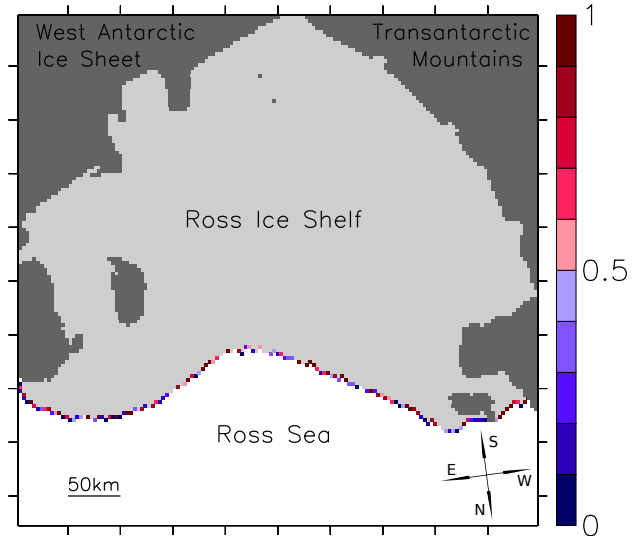 West Antarctic
Ice Sheet
Transantarctic
Mountains
1
Ross Ice Shelf
0.5
Ross Sea
50km
S
E
W
N
0